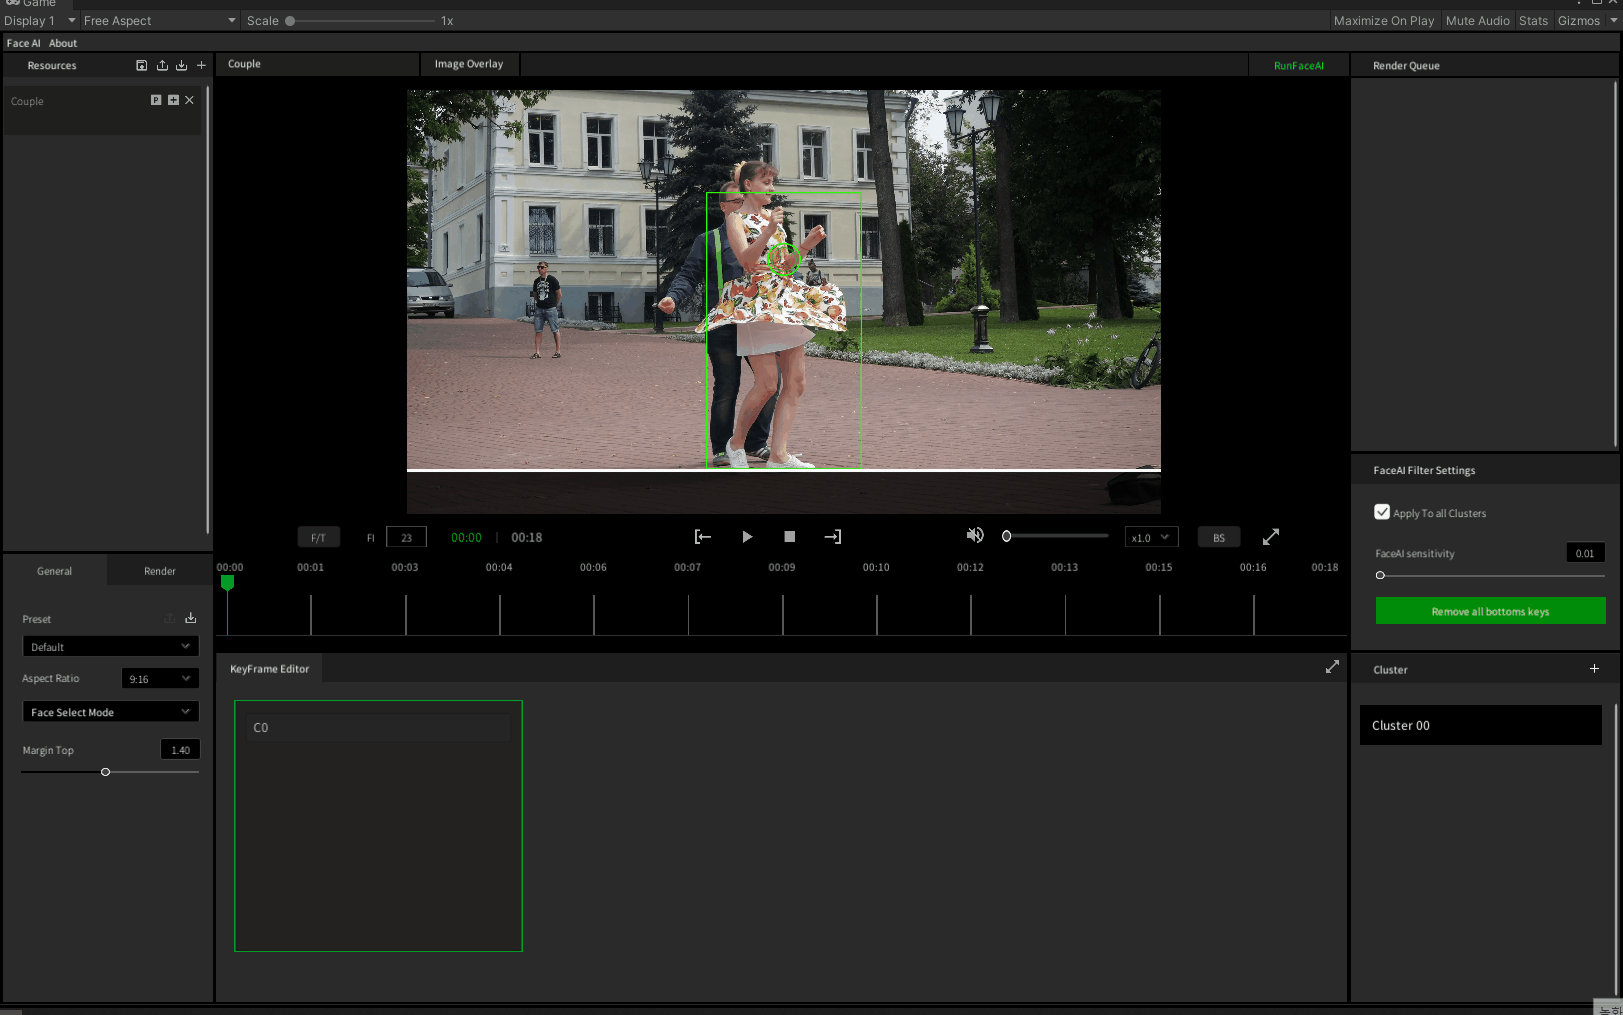 Game
Display 1 Free Aspect Scale 1x Maximize On Play Mute Audio Stats Gizmos
Face AI About
Resources
Couple Image Overlay RunFaceAI Render Queue
Couple P
FaceAI Filter Settings
Apply To all Clusters
F/T FI 23 00:00 | 00:18 x1.0 BS
FaceAI sensitivity 0.01
00:00 00:01 00:03 00:04 00:06 00:07 00:09 00:10 00:12 00:13 00:15 00:16 00:18
General Render
Remove all bottoms keys
Preset
Default
Aspect Ratio 9:16
Face Select Mode
Margin Top 1.40
KeyFrame Editor
C0
Cluster
Cluster 00